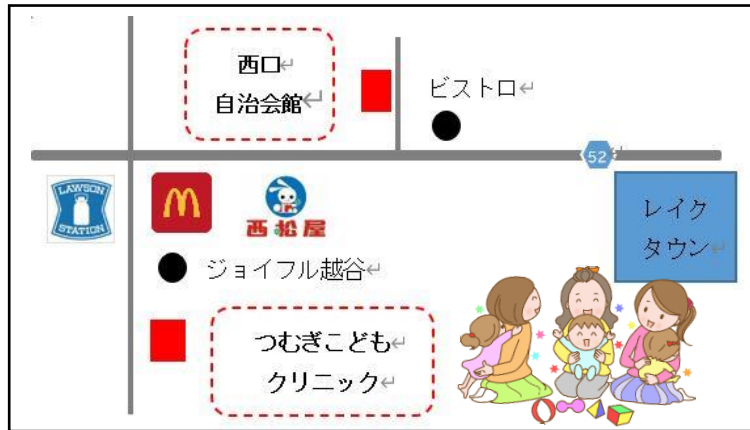 西口
自治会館
ビストロ
52
LAWSON
STATION
西松屋
レイク
タウン
ジョイフル越谷
つむぎこども
クリニック